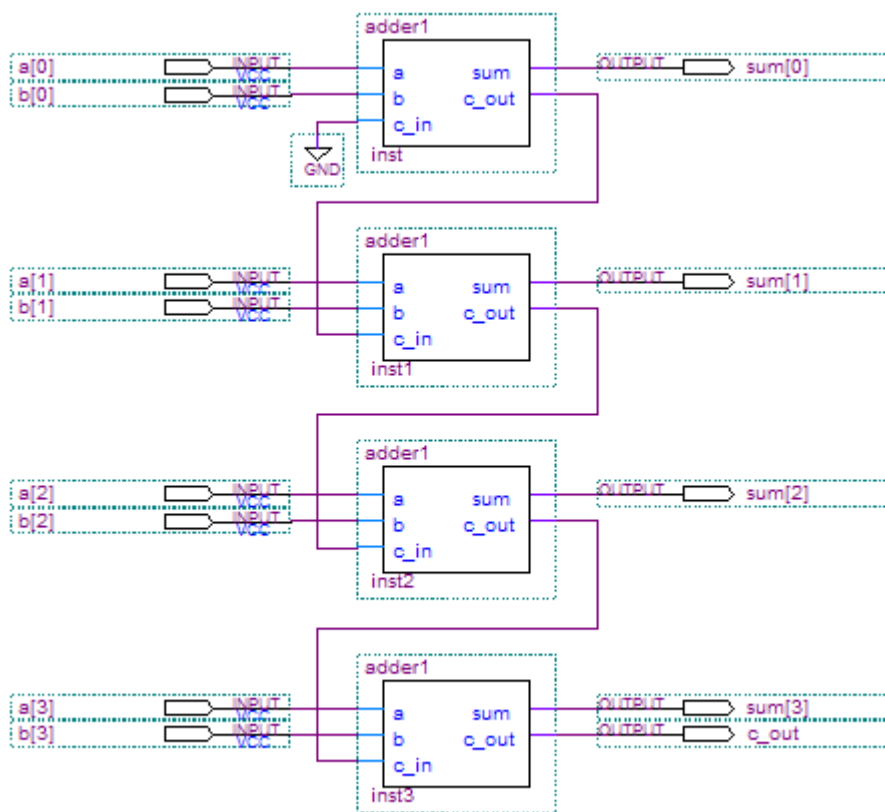 adder1
a[0] INPUT VCC a sum OUTPUT sum[0]
b[0] INPUT VCC b c_out
c_in
GND
inst
adder1
a[1] INPUT VCC a sum OUTPUT sum[1]
b[1] INPUT VCC b c_out
c_in
inst1
adder1
a[2] INPUT VCC a sum OUTPUT sum[2]
b[2] INPUT VCC b c_out
c_in
inst2
adder1
a[3] INPUT VCC a sum OUTPUT sum[3]
b[3] INPUT VCC b c_out OUTPUT c_out
c_in
inst3